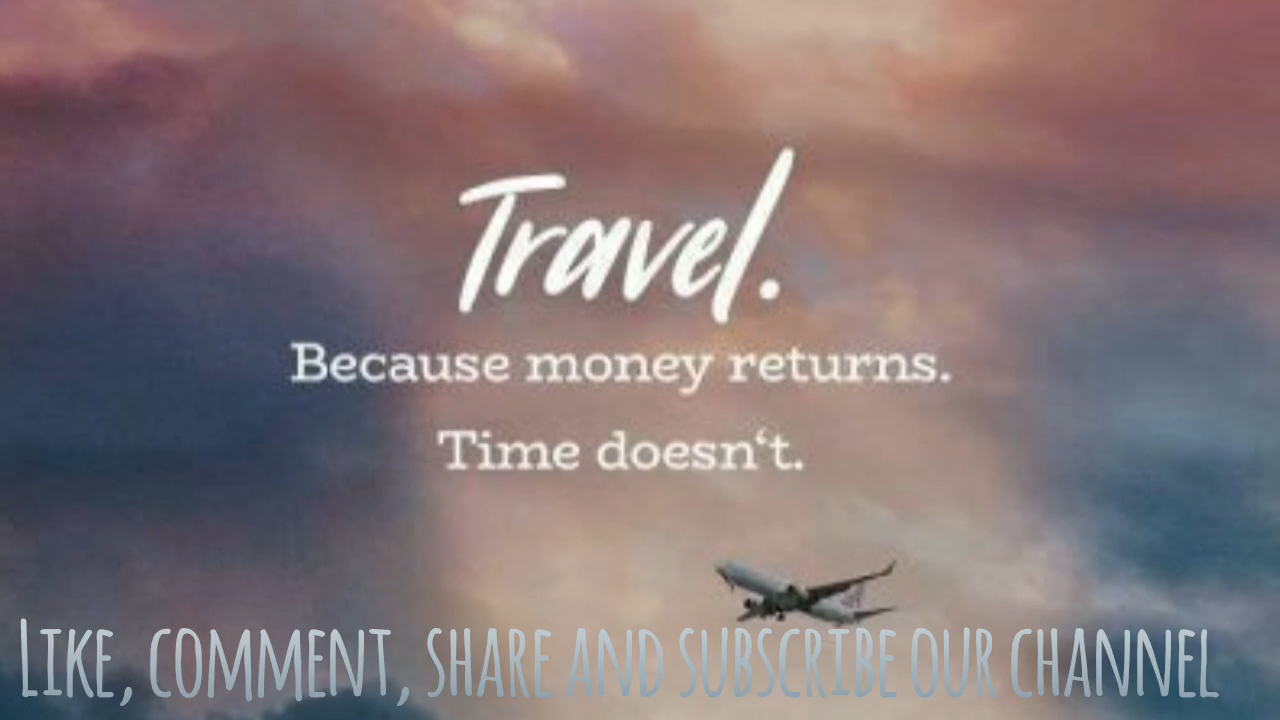 Travel.
Because money returns.
Time doesn‘t.
LIKE, COMMENT, SHARE AND SUBSCRIBE OUR CHANNEL